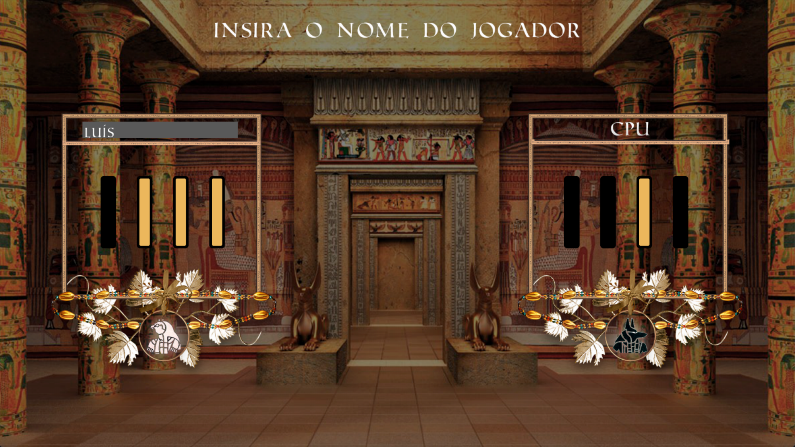 INSIRA O NOME DO JOGADOR
LUÍS
CPU